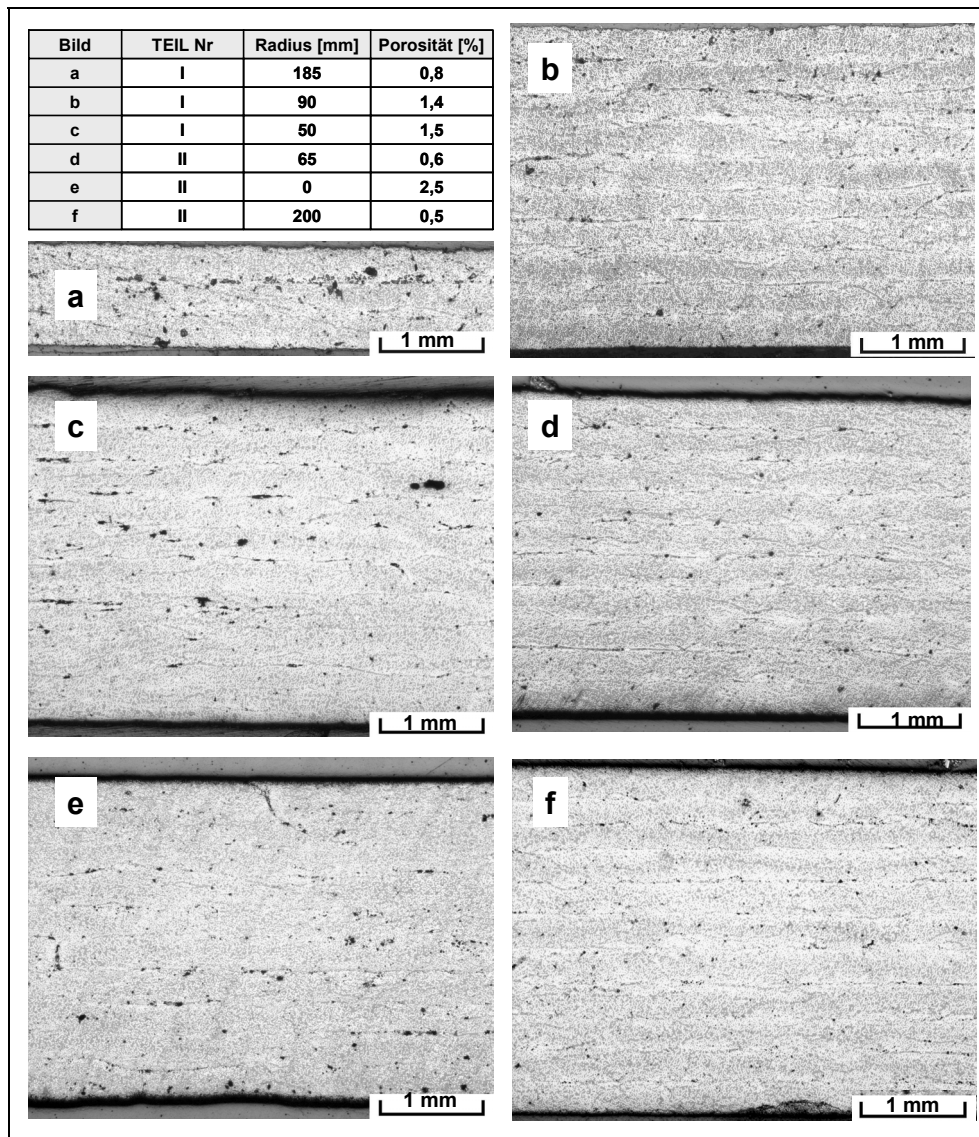 Bild TEIL Nr Radius [mm] Porosität [%]
a I 185 0,8
b I 90 1,4
c I 50 1,5
d II 65 0,6
e II 0 2,5
f II 200 0,5
a
1 mm
b
1 mm
c
1 mm
d
1 mm
e
1 mm
f
1 mm